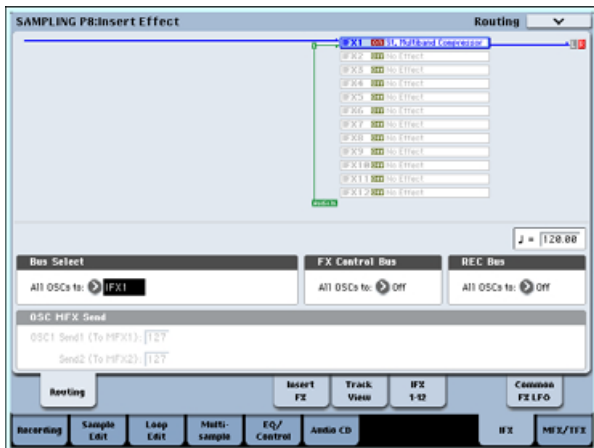 SAMPLING P8:Insert Effect
Routing
IFX1 St. Multiband Compressor
IFX2 No Effect
IFX3 No Effect
IFX4 No Effect
IFX5 No Effect
IFX6 No Effect
IFX7 No Effect
IFX8 No Effect
IFX9 No Effect
IFX10 No Effect
IFX11 No Effect
IFX12 No Effect
Audio In
♩ = 120.00
Bus Select
All OSCs to: IFX1
FX Control Bus
All OSCs to: Off
REC Bus
All OSCs to: Off
OSC MFX Send
OSC1 Send1 (To MFX1): 127
Send2 (To MFX2): 127
Routing
Insert FX
Track View
IFX 1-12
Common FX LFO
Recording
Sample Edit
Loop Edit
Multi-sample
EQ/Control
Audio CD
IFX
MFX/TFX